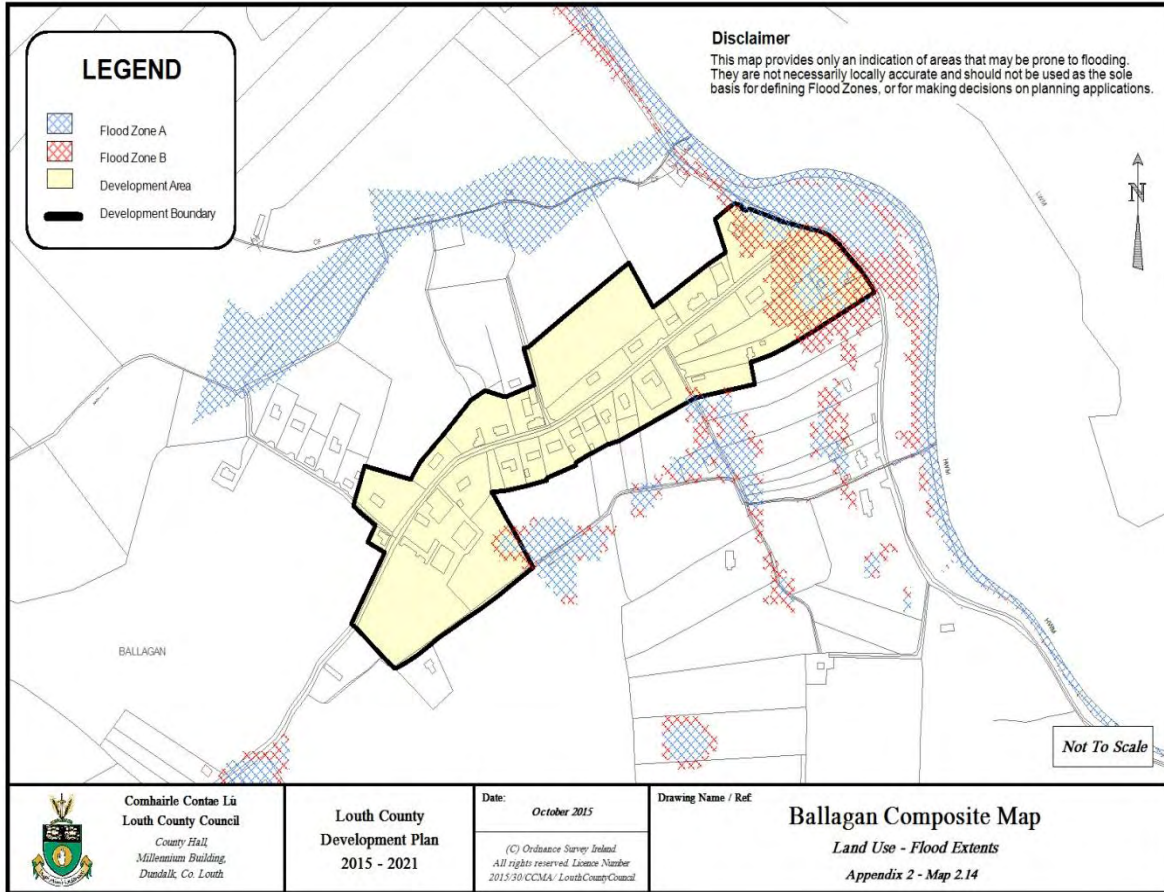 LEGEND
Flood Zone A
Flood Zone B
Development Area
Development Boundary
Disclaimer
This map provides only an indication of areas that may be prone to flooding.
They are not necessarily locally accurate and should not be used as the sole
basis for defining Flood Zones, or for making decisions on planning applications.
N
LWM
CR
CR
HWM
HWM
BALLAGAN
Not To Scale
Comhairle Contae Lú
Louth County Council
County Hall,
Millennium Building,
Dundalk, Co. Louth
Louth County
Development Plan
2015 - 2021
Date:
October 2015
(C) Ordnance Survey Ireland
All rights reserved. Licence Number
2015/30/CCMA/ LouthCountyCouncil
Drawing Name / Ref:
Ballagan Composite Map
Land Use - Flood Extents
Appendix 2 - Map 2.14